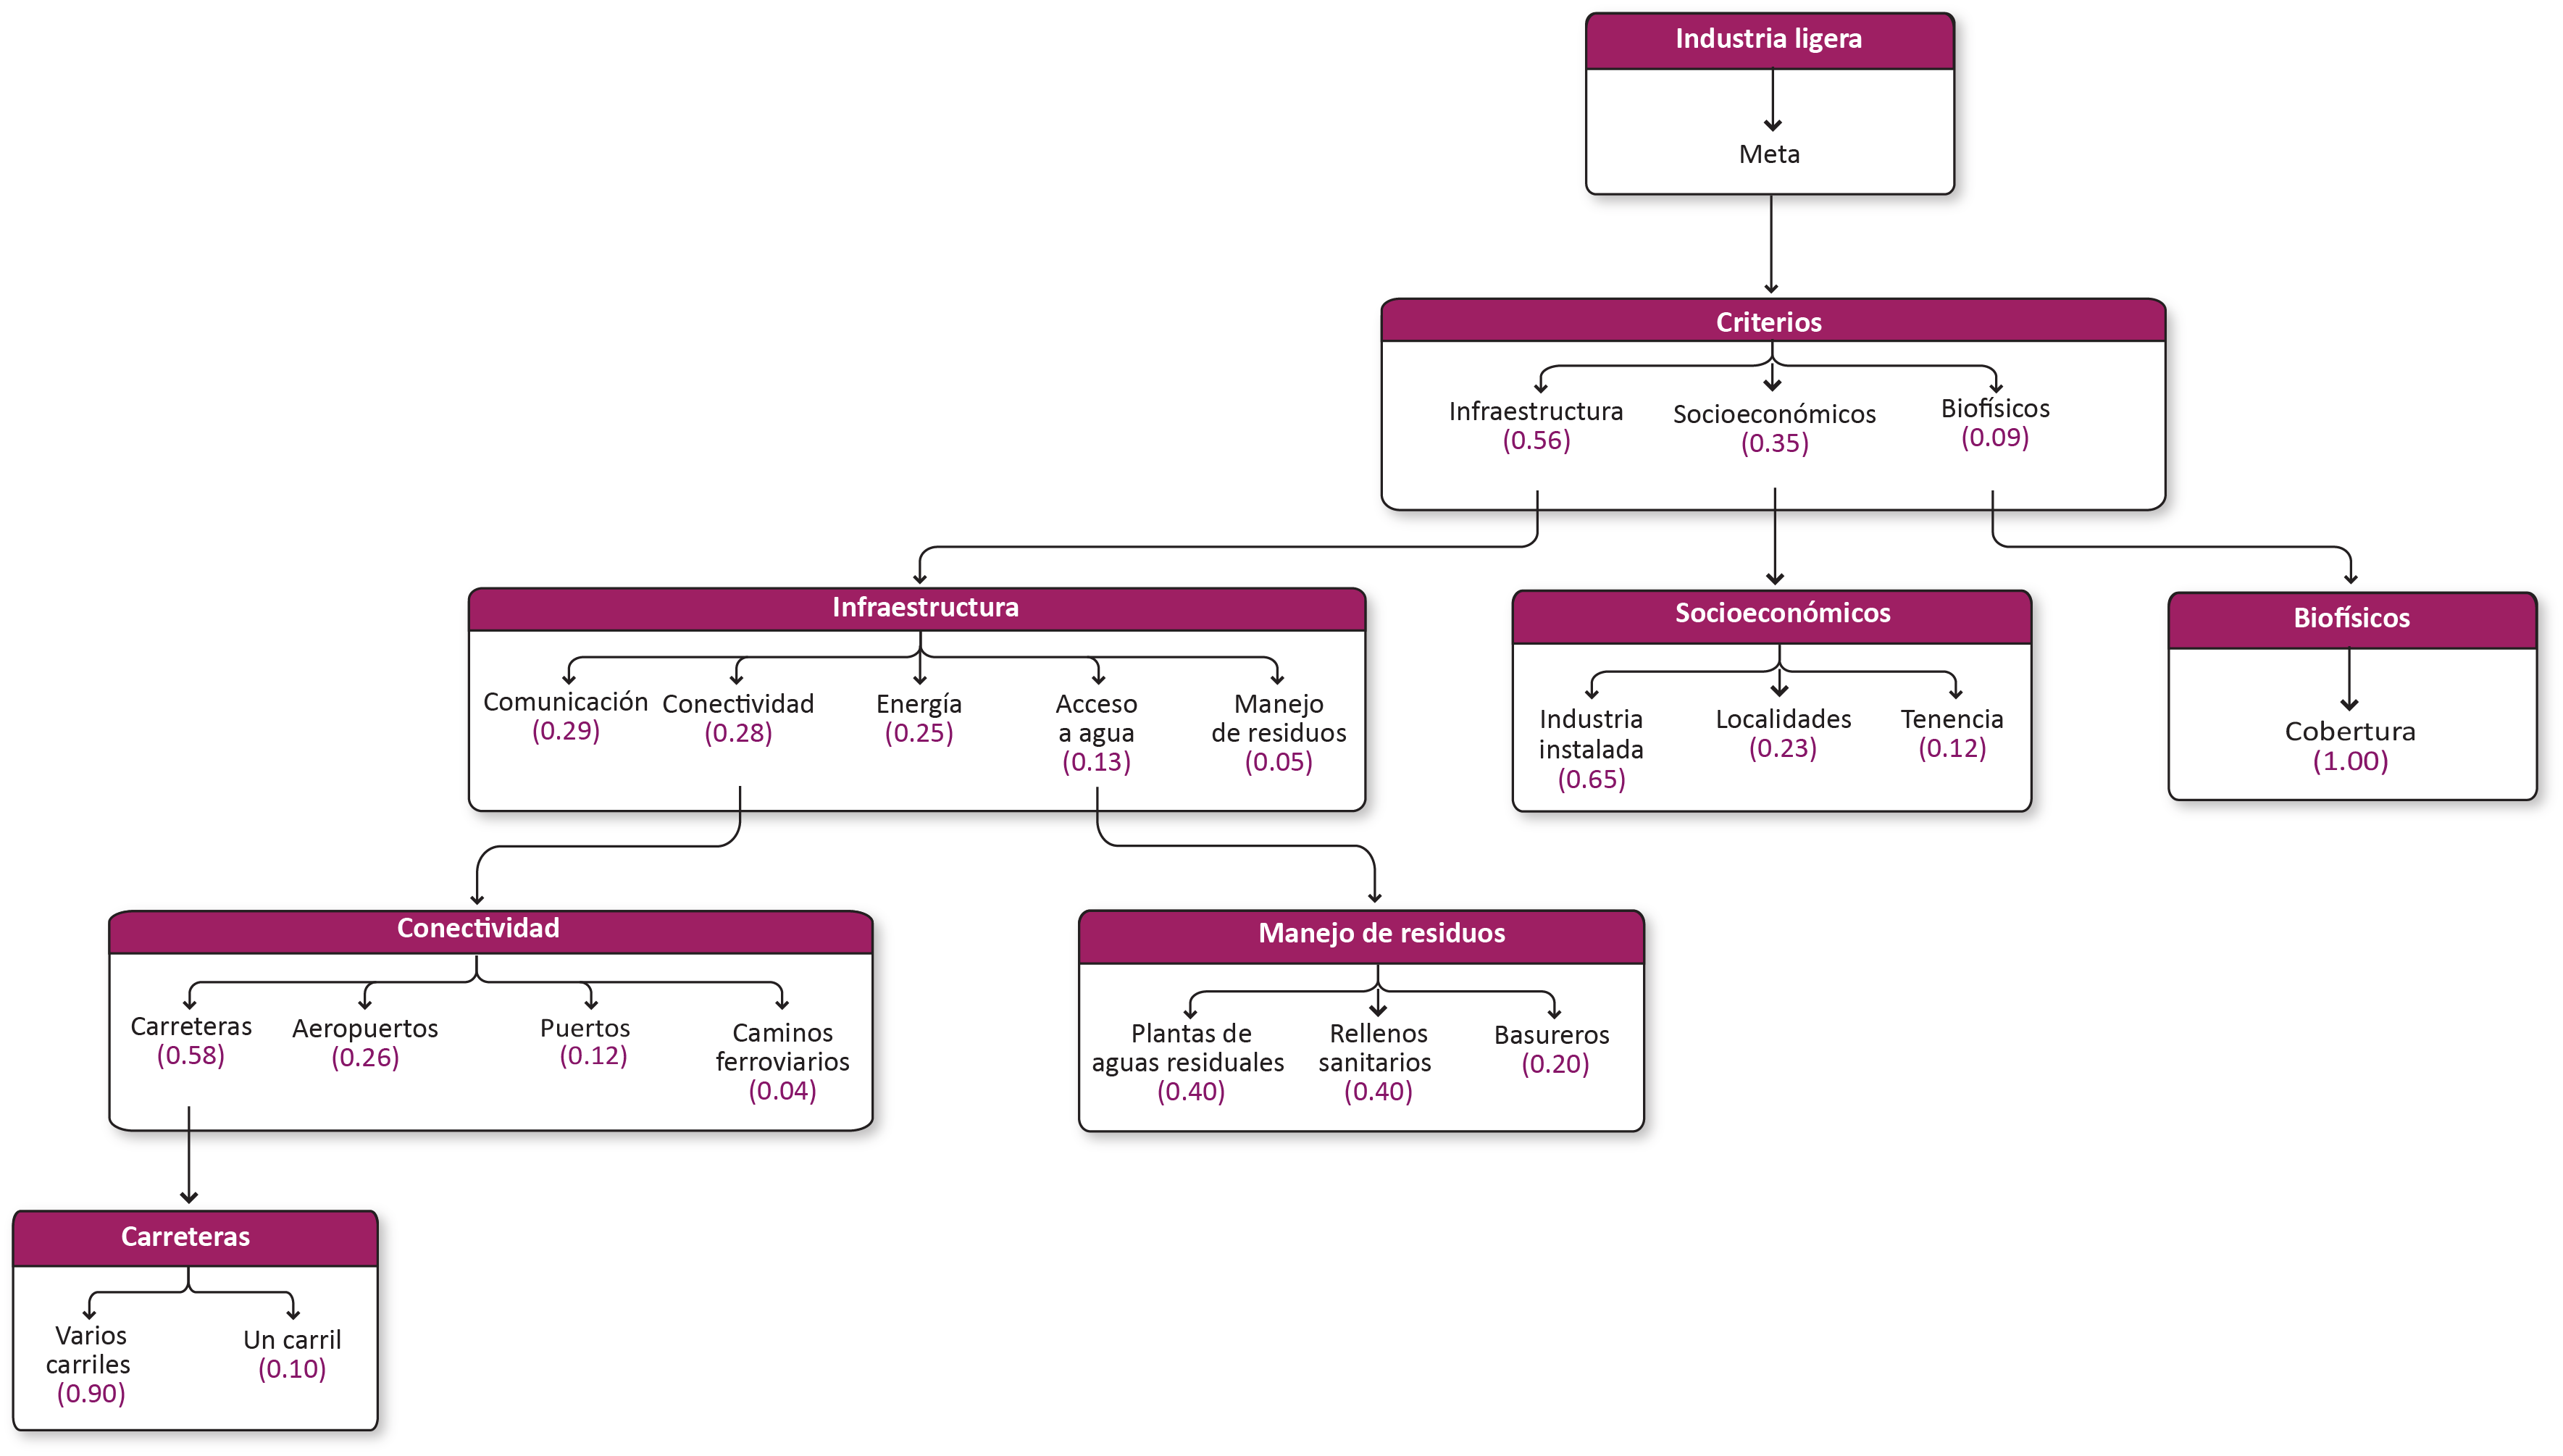 Industria ligera
Meta
Criterios
Infraestructura
(0.56)
Socioeconómicos
(0.35)
Biofísicos
(0.09)
Infraestructura
Comunicación
(0.29)
Conectividad
(0.28)
Energía
(0.25)
Acceso
a agua
(0.13)
Manejo
de residuos
(0.05)
Socioeconómicos
Industria
instalada
(0.65)
Localidades
(0.23)
Tenencia
(0.12)
Biofísicos
Cobertura
(1.00)
Conectividad
Carreteras
(0.58)
Aeropuertos
(0.26)
Puertos
(0.12)
Caminos
ferroviarios
(0.04)
Manejo de residuos
Plantas de
aguas residuales
(0.40)
Rellenos
sanitarios
(0.40)
Basureros
(0.20)
Carreteras
Varios
carriles
(0.90)
Un carril
(0.10)